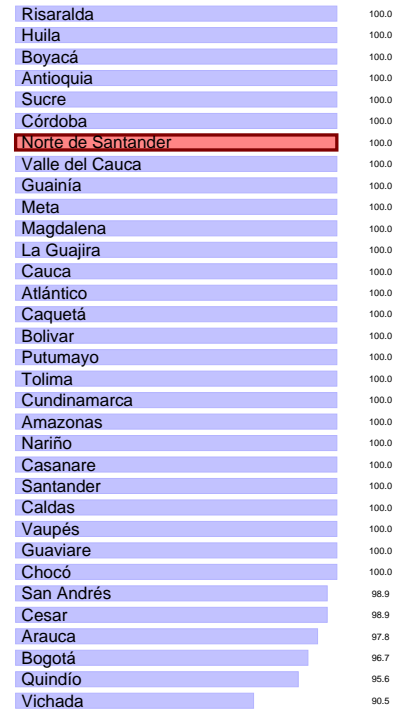 Risaralda 100.0
Huila 100.0
Boyacá 100.0
Antioquia 100.0
Sucre 100.0
Córdoba 100.0
Norte de Santander 100.0
Valle del Cauca 100.0
Guainía 100.0
Meta 100.0
Magdalena 100.0
La Guajira 100.0
Cauca 100.0
Atlántico 100.0
Caquetá 100.0
Bolivar 100.0
Putumayo 100.0
Tolima 100.0
Cundinamarca 100.0
Amazonas 100.0
Nariño 100.0
Casanare 100.0
Santander 100.0
Caldas 100.0
Vaupés 100.0
Guaviare 100.0
Chocó 100.0
San Andrés 98.9
Cesar 98.9
Arauca 97.8
Bogotá 96.7
Quindío 95.6
Vichada 90.5